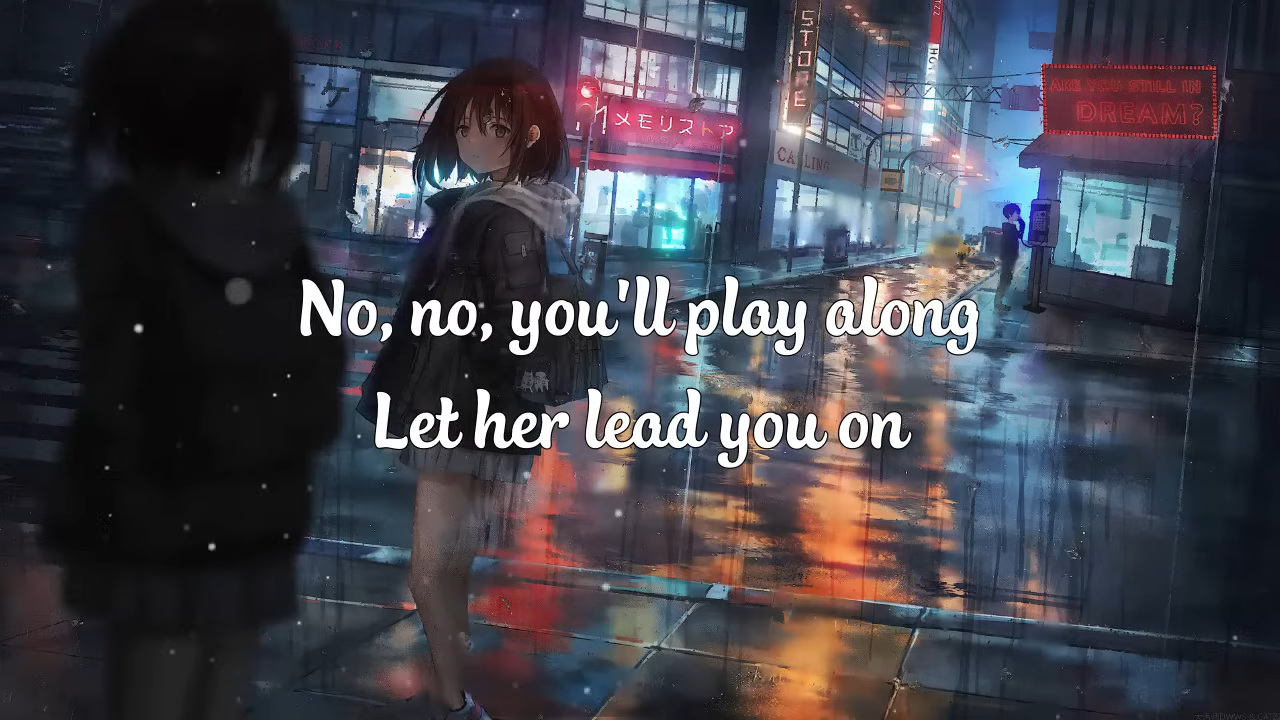 STORE
メモリストア
CALLING
ARE YOU STILL IN
DREAM?
No, no, you'll play along
Let her lead you on